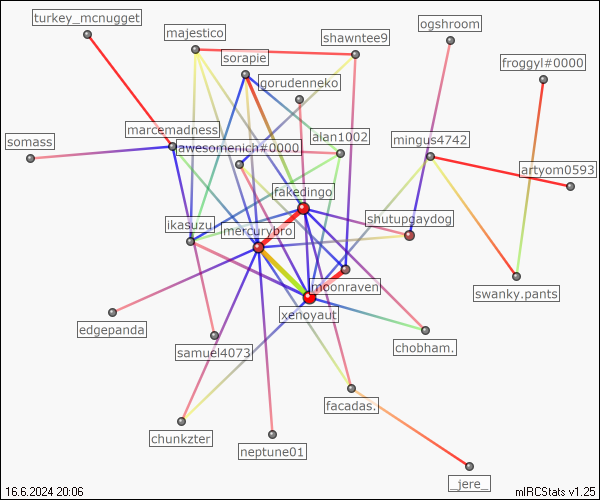 turkey_mcnugget
ogshroom
majestico
shawntee9
sorapie
froggyl#0000
gorudenneko
marcemadness
alan1002
somass
awesomenich#0000
mingus4742
artyom0593
fakedingo
ikasuzu
mercurybro
shutupgaydog
moonraven
swanky.pants
xenoyaut
edgepanda
samuel4073
chobham.
facadas.
chunkzter
neptune01
_jere_
16.6.2024 20:06
mIRCStats v1.25